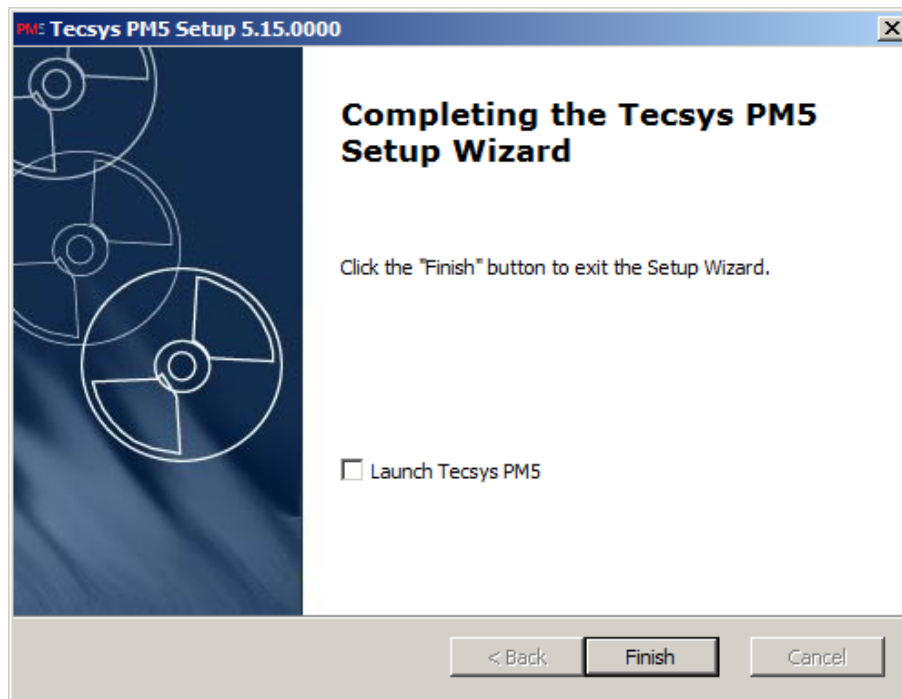 PM5 Tecsys PM5 Setup 5.15.0000
Completing the Tecsys PM5
Setup Wizard
Click the "Finish" button to exit the Setup Wizard.
Launch Tecsys PM5
< Back
Finish
Cancel